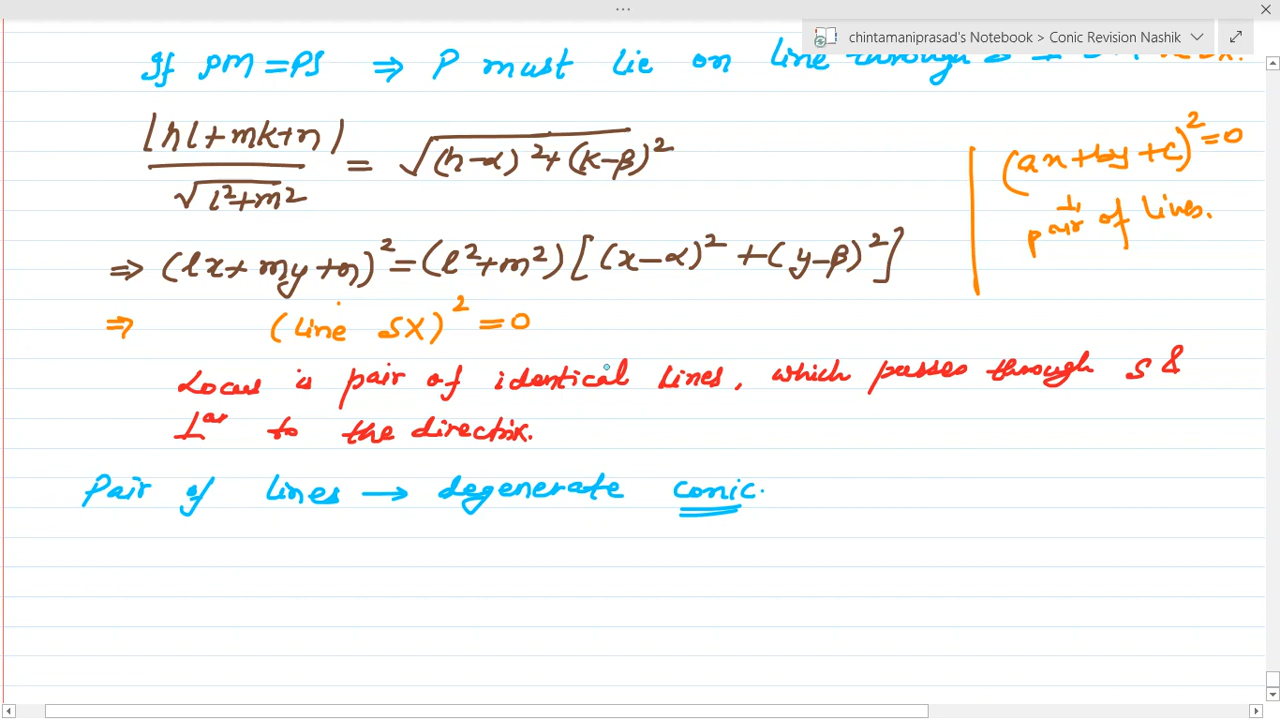 chintamaniprasad's Notebook > Conic Revision Nashik
If PM=PS ⇒ P must lie on line through
|hl+mk+n| / √(l²+m²) = √((h-α)²+(k-β)²)
⇒ (lx+my+n)² = (l²+m²)[(x-α)²+(y-β)²]
⇒ (line SX)² = 0
Locus is pair of identical lines, which passes through S &
⊥ar to the directrix.
Pair of lines → degenerate conic.
(ax+by+c)²=0
↓
pair of lines.